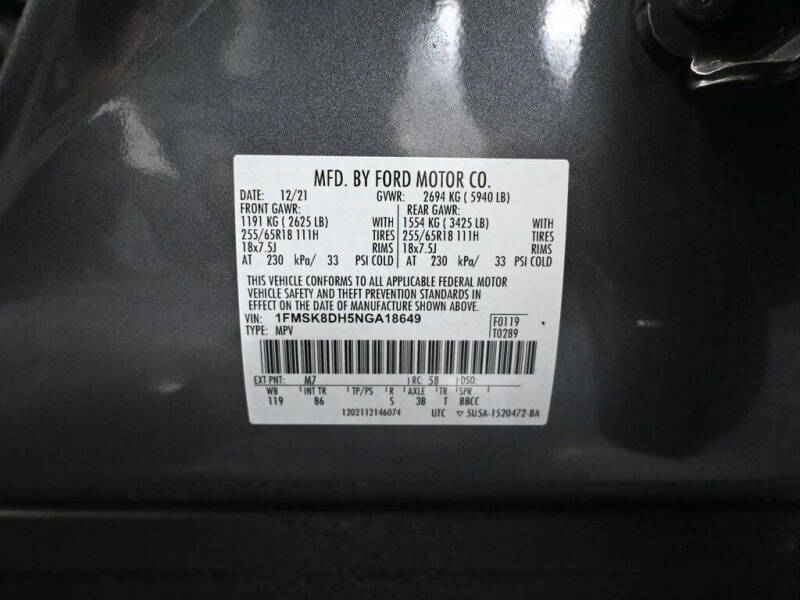 MFD. BY FORD MOTOR CO.
DATE: 12/21 GVWR: 2694 KG ( 5940 LB)
FRONT GAWR: REAR GAWR:
1191 KG ( 2625 LB) WITH 1554 KG ( 3425 LB) WITH
255/65R18 111H TIRES 255/65R18 111H TIRES
18x7.5J RIMS 18x7.5J RIMS
AT 230 kPa/ 33 PSI COLD AT 230 kPa/ 33 PSI COLD
THIS VEHICLE CONFORMS TO ALL APPLICABLE FEDERAL MOTOR
VEHICLE SAFETY AND THEFT PREVENTION STANDARDS IN
EFFECT ON THE DATE OF MANUFACTURE SHOWN ABOVE.
VIN: 1FMSK8DH5NGA18649 F0119
TYPE: MPV T0289
EXT PNT: M7 RC: 58 DSO:
WB INT TR TP/PS R AXLE TR SPR
119 86 5 3B T BBCC
1202112146074 UTC ▽ 5U5A-1520472-BA